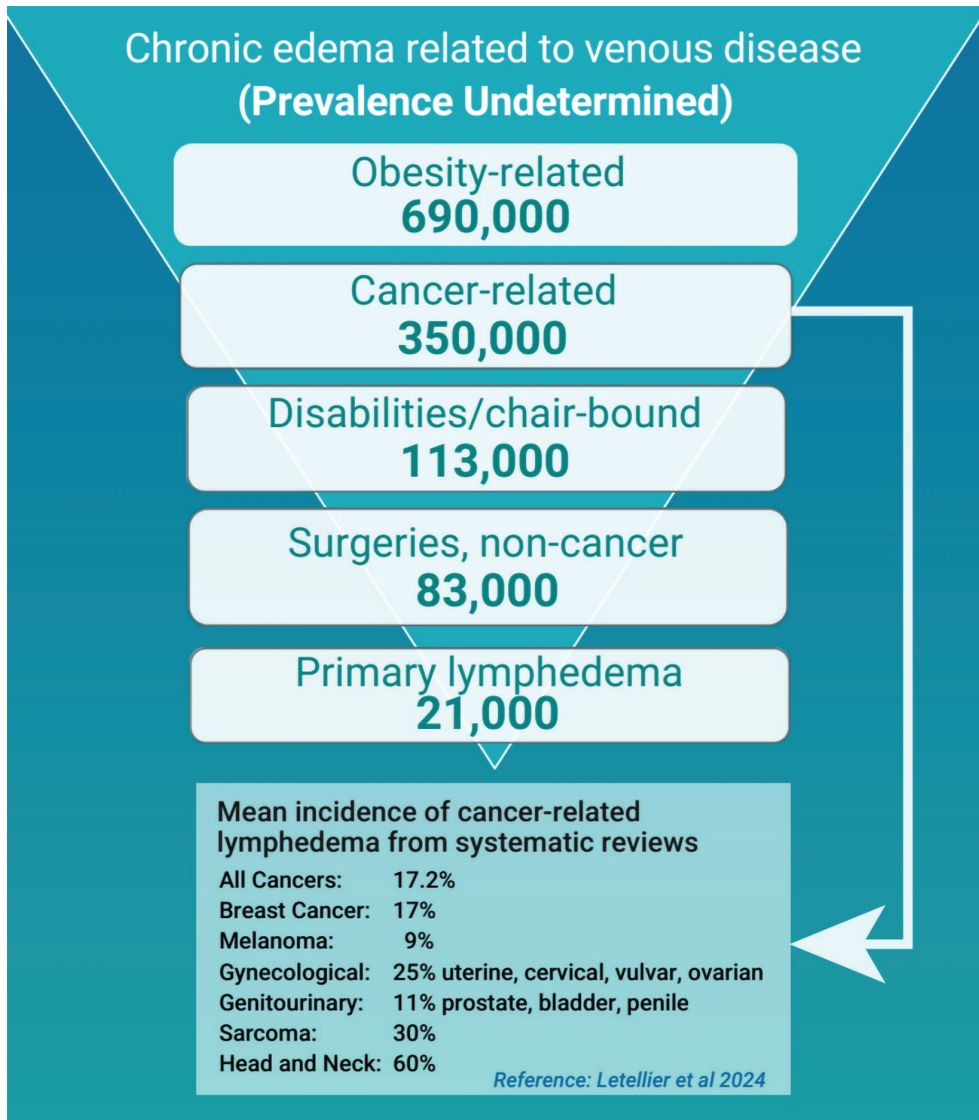 Chronic edema related to venous disease
(Prevalence Undetermined)
Obesity-related
690,000
Cancer-related
350,000
Disabilities/chair-bound
113,000
Surgeries, non-cancer
83,000
Primary lymphedema
21,000
Mean incidence of cancer-related
lymphedema from systematic reviews
All Cancers: 17.2%
Breast Cancer: 17%
Melanoma: 9%
Gynecological: 25% uterine, cervical, vulvar, ovarian
Genitourinary: 11% prostate, bladder, penile
Sarcoma: 30%
Head and Neck: 60%
Reference: Letellier et al 2024